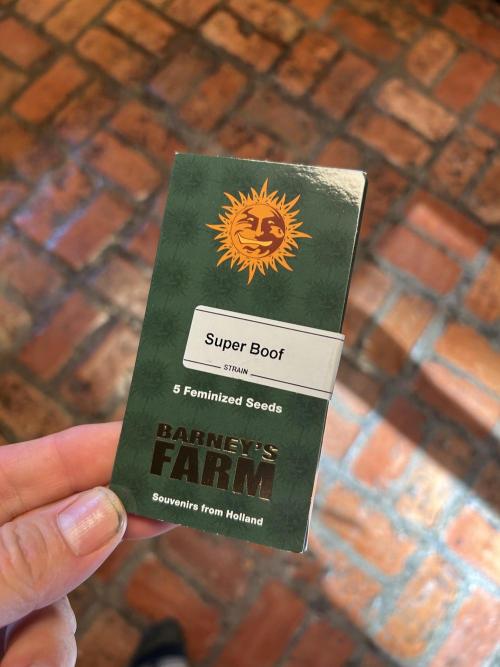 Super Boof
STRAIN
5 Feminized Seeds
BARNEY'S
FARM
Souvenirs from Holland